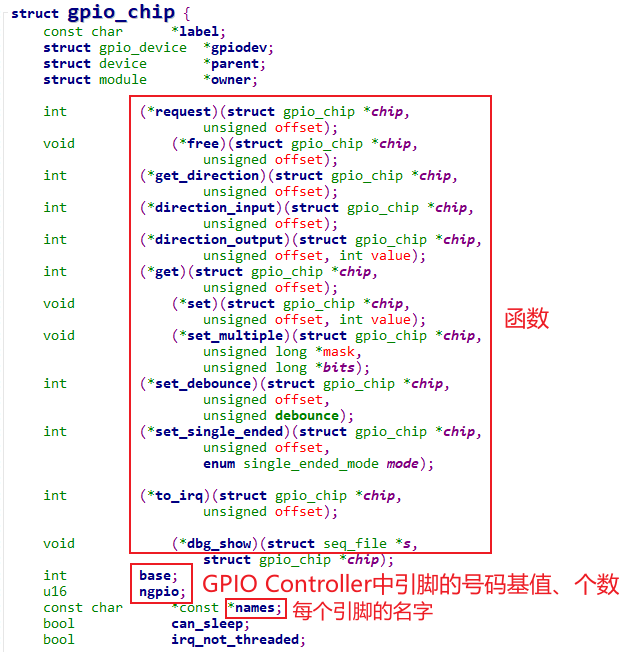 struct gpio_chip {
const char *label;
struct gpio_device *gpiodev;
struct device *parent;
struct module *owner;
int (*request)(struct gpio_chip *chip,
unsigned offset);
void (*free)(struct gpio_chip *chip,
unsigned offset);
int (*get_direction)(struct gpio_chip *chip,
unsigned offset);
int (*direction_input)(struct gpio_chip *chip,
unsigned offset);
int (*direction_output)(struct gpio_chip *chip,
unsigned offset, int value);
int (*get)(struct gpio_chip *chip,
unsigned offset);
void (*set)(struct gpio_chip *chip,
unsigned offset, int value);
函数
void (*set_multiple)(struct gpio_chip *chip,
unsigned long *mask,
unsigned long *bits);
int (*set_debounce)(struct gpio_chip *chip,
unsigned offset,
unsigned debounce);
int (*set_single_ended)(struct gpio_chip *chip,
unsigned offset,
enum single_ended_mode mode);
int (*to_irq)(struct gpio_chip *chip,
unsigned offset);
void (*dbg_show)(struct seq_file *s,
struct gpio_chip *chip);
int base;
u16 ngpio;
GPIO Controller中引脚的号码基值、个数
const char *const *names; 每个引脚的名字
bool can_sleep;
bool irq_not_threaded;